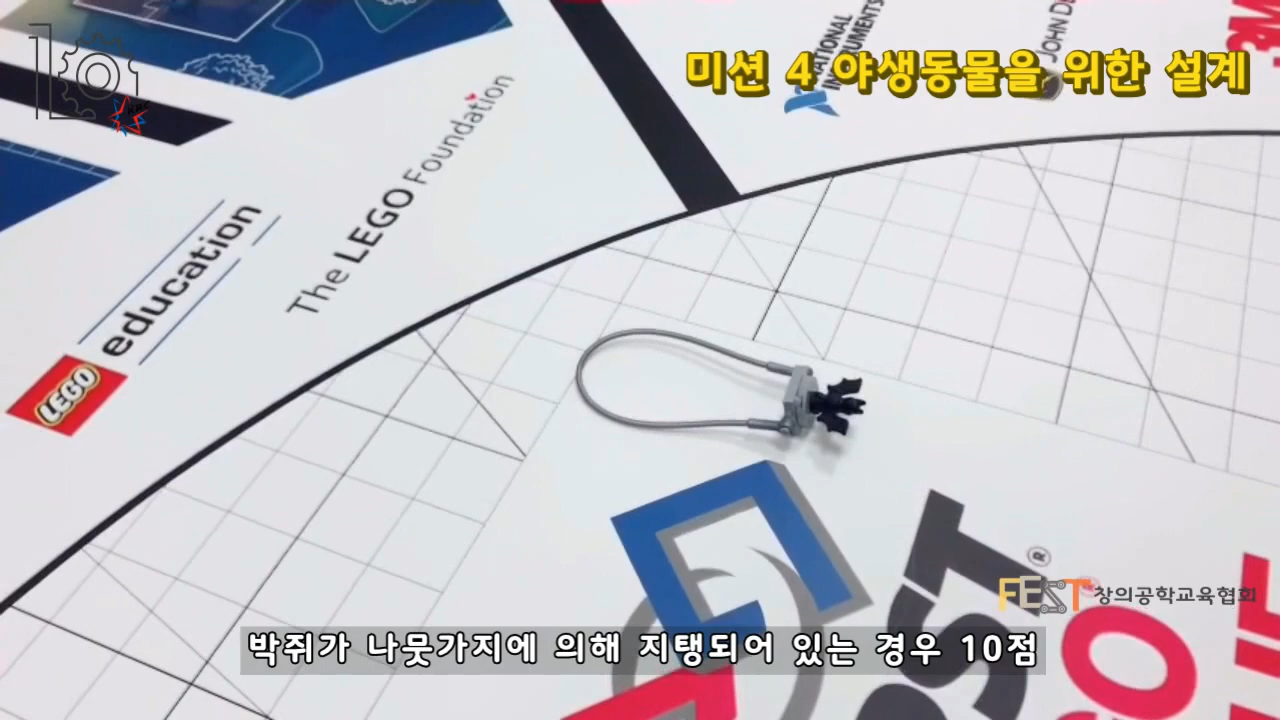 미션 4 야생동물을 위한 설계
NATIONAL
INSTRUMENTS
JOHN DE
3M
The LEGO Foundation
LEGO
education
FEST 창의공학교육협회
박쥐가 나뭇가지에 의해 지탱되어 있는 경우 10점